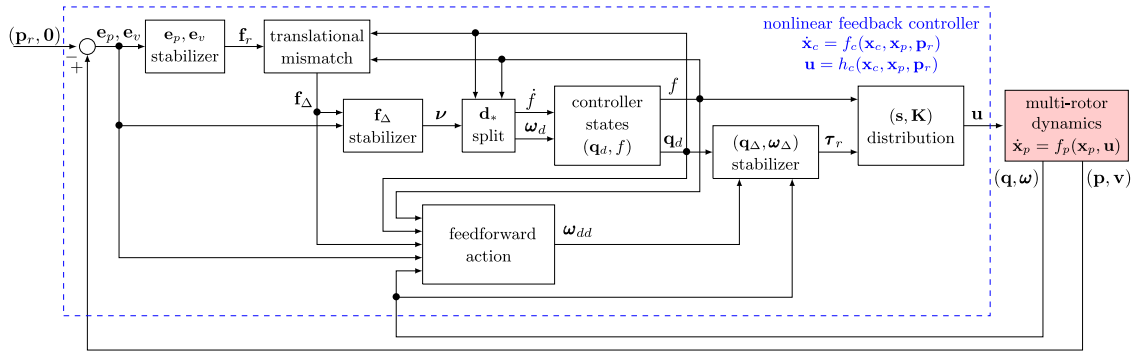 nonlinear feedback controller
ẋ_c = f_c(x_c, x_p, p_r)
u = h_c(x_c, x_p, p_r)
(p_r, 0)
−
+
e_p, e_v
e_p, e_v
stabilizer
f_r
translational
mismatch
f_Δ
f_Δ
stabilizer
ν
d_*
split
ḟ
ω_d
controller
states
(q_d, f)
f
q_d
(q_Δ, ω_Δ)
stabilizer
τ_r
(s, K)
distribution
u
multi-rotor
dynamics
ẋ_p = f_p(x_p, u)
(q, ω)
(p, v)
feedforward
action
ω_dd